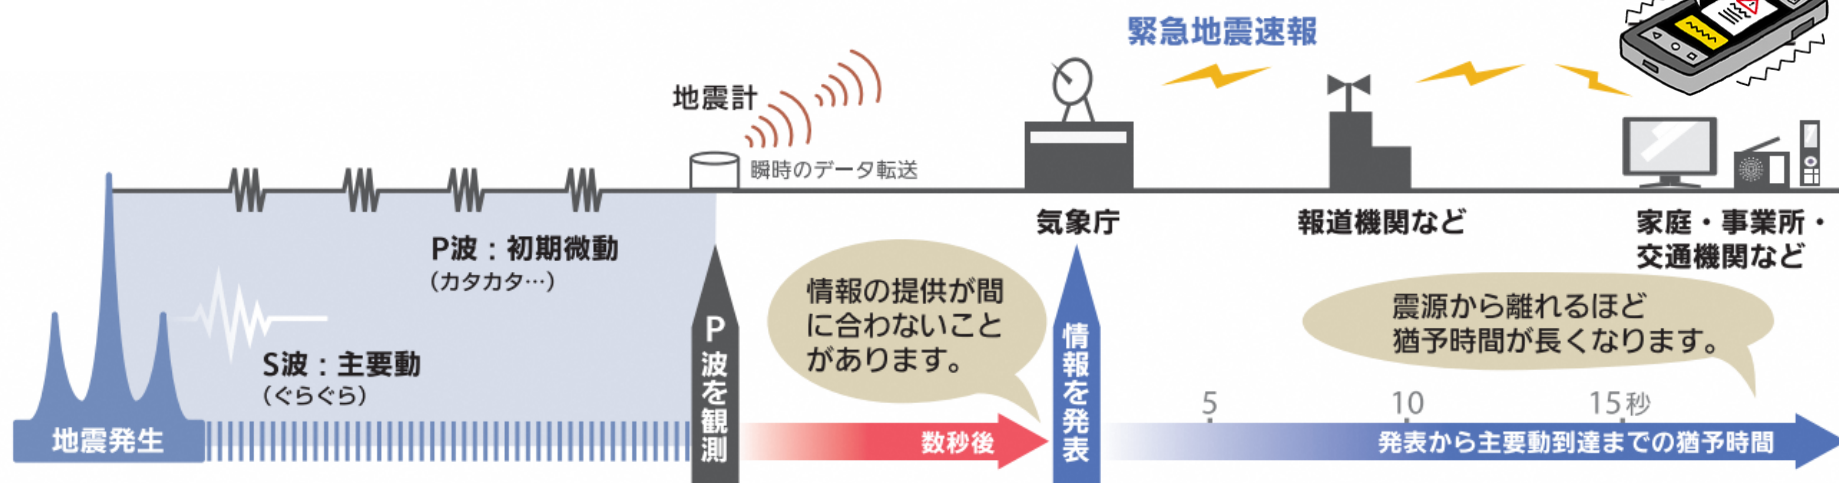 緊急地震速報
地震計
瞬時のデータ転送
気象庁
報道機関など
家庭・事業所・
交通機関など
P波：初期微動
（カタカタ…）
S波：主要動
（ぐらぐら）
地震発生
P波を観測
情報の提供が間
に合わないこと
があります。
数秒後
情報を発表
震源から離れるほど
猶予時間が長くなります。
5
10
15秒
発表から主要動到達までの猶予時間